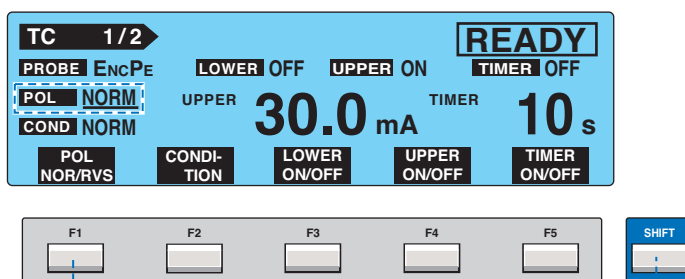 TC 1/2 READY
PROBE ENCPE LOWER OFF UPPER ON TIMER OFF
POL NORM UPPER 30.0 mA TIMER 10 s
COND NORM
POL NOR/RVS
CONDI-TION
LOWER ON/OFF
UPPER ON/OFF
TIMER ON/OFF
F1 F2 F3 F4 F5 SHIFT